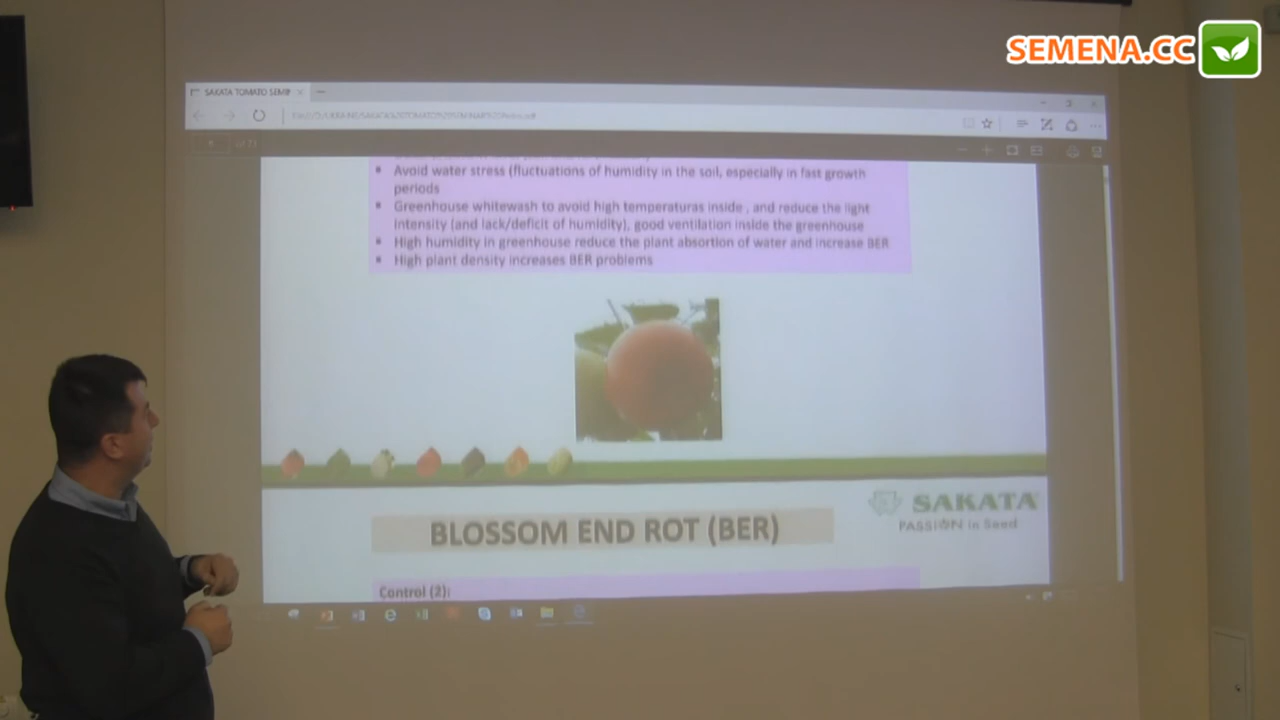 SEMENA.CC
SAKATA TOMATO SEMIN
Avoid water stress (fluctuations of humidity in the soil, especially in fast growth
periods
Greenhouse whitewash to avoid high temperaturas inside , and reduce the light
intensity (and lack/deficit of humidity), good ventilation inside the greenhouse
High humidity in greenhouse reduce the plant absortion of water and increase BER
High plant density increases BER problems
SAKATA
PASSION in Seed
BLOSSOM END ROT (BER)
Control (2):